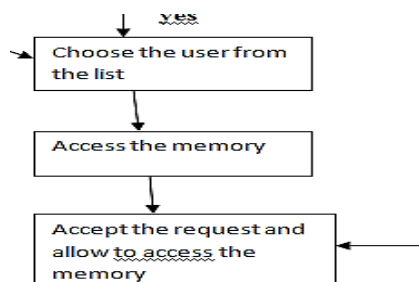 yes
Choose the user from
the list
Access the memory
Accept the request and
allow to access the
memory